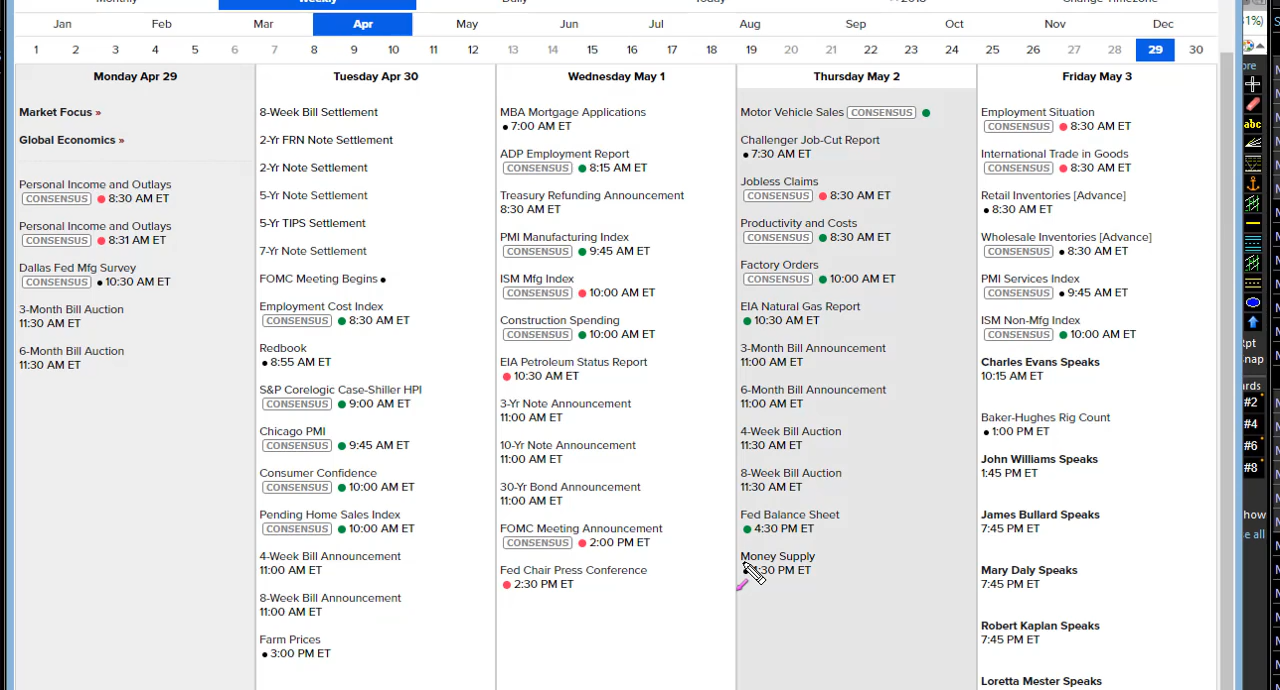 Weekly
Jan Feb Mar Apr May Jun Jul Aug Sep Oct Nov Dec
1 2 3 4 5 6 7 8 9 10 11 12 13 14 15 16 17 18 19 20 21 22 23 24 25 26 27 28 29 30
Monday Apr 29
Market Focus »
Global Economics »
Personal Income and Outlays
CONSENSUS 8:30 AM ET
Personal Income and Outlays
CONSENSUS 8:31 AM ET
Dallas Fed Mfg Survey
CONSENSUS 10:30 AM ET
3-Month Bill Auction
11:30 AM ET
6-Month Bill Auction
11:30 AM ET
Tuesday Apr 30
8-Week Bill Settlement
2-Yr FRN Note Settlement
2-Yr Note Settlement
5-Yr Note Settlement
5-Yr TIPS Settlement
7-Yr Note Settlement
FOMC Meeting Begins
Employment Cost Index
CONSENSUS 8:30 AM ET
Redbook
8:55 AM ET
S&P Corelogic Case-Shiller HPI
CONSENSUS 9:00 AM ET
Chicago PMI
CONSENSUS 9:45 AM ET
Consumer Confidence
CONSENSUS 10:00 AM ET
Pending Home Sales Index
CONSENSUS 10:00 AM ET
4-Week Bill Announcement
11:00 AM ET
8-Week Bill Announcement
11:00 AM ET
Farm Prices
3:00 PM ET
Wednesday May 1
MBA Mortgage Applications
7:00 AM ET
ADP Employment Report
CONSENSUS 8:15 AM ET
Treasury Refunding Announcement
8:30 AM ET
PMI Manufacturing Index
CONSENSUS 9:45 AM ET
ISM Mfg Index
CONSENSUS 10:00 AM ET
Construction Spending
CONSENSUS 10:00 AM ET
EIA Petroleum Status Report
10:30 AM ET
3-Yr Note Announcement
11:00 AM ET
10-Yr Note Announcement
11:00 AM ET
30-Yr Bond Announcement
11:00 AM ET
FOMC Meeting Announcement
CONSENSUS 2:00 PM ET
Fed Chair Press Conference
2:30 PM ET
Thursday May 2
Motor Vehicle Sales CONSENSUS
Challenger Job-Cut Report
7:30 AM ET
Jobless Claims
CONSENSUS 8:30 AM ET
Productivity and Costs
CONSENSUS 8:30 AM ET
Factory Orders
CONSENSUS 10:00 AM ET
EIA Natural Gas Report
10:30 AM ET
3-Month Bill Announcement
11:00 AM ET
6-Month Bill Announcement
11:00 AM ET
4-Week Bill Auction
11:30 AM ET
8-Week Bill Auction
11:30 AM ET
Fed Balance Sheet
4:30 PM ET
Money Supply
PM ET
Friday May 3
Employment Situation
CONSENSUS 8:30 AM ET
International Trade in Goods
CONSENSUS 8:30 AM ET
Retail Inventories [Advance]
8:30 AM ET
Wholesale Inventories [Advance]
CONSENSUS 8:30 AM ET
PMI Services Index
CONSENSUS 9:45 AM ET
ISM Non-Mfg Index
CONSENSUS 10:00 AM ET
Charles Evans Speaks
10:15 AM ET
Baker-Hughes Rig Count
1:00 PM ET
John Williams Speaks
1:45 PM ET
James Bullard Speaks
7:45 PM ET
Mary Daly Speaks
7:45 PM ET
Robert Kaplan Speaks
7:45 PM ET
Loretta Mester Speaks
1%)
ore
abc
pt
nap
ards
#2
#4
#6
#8
how
e all